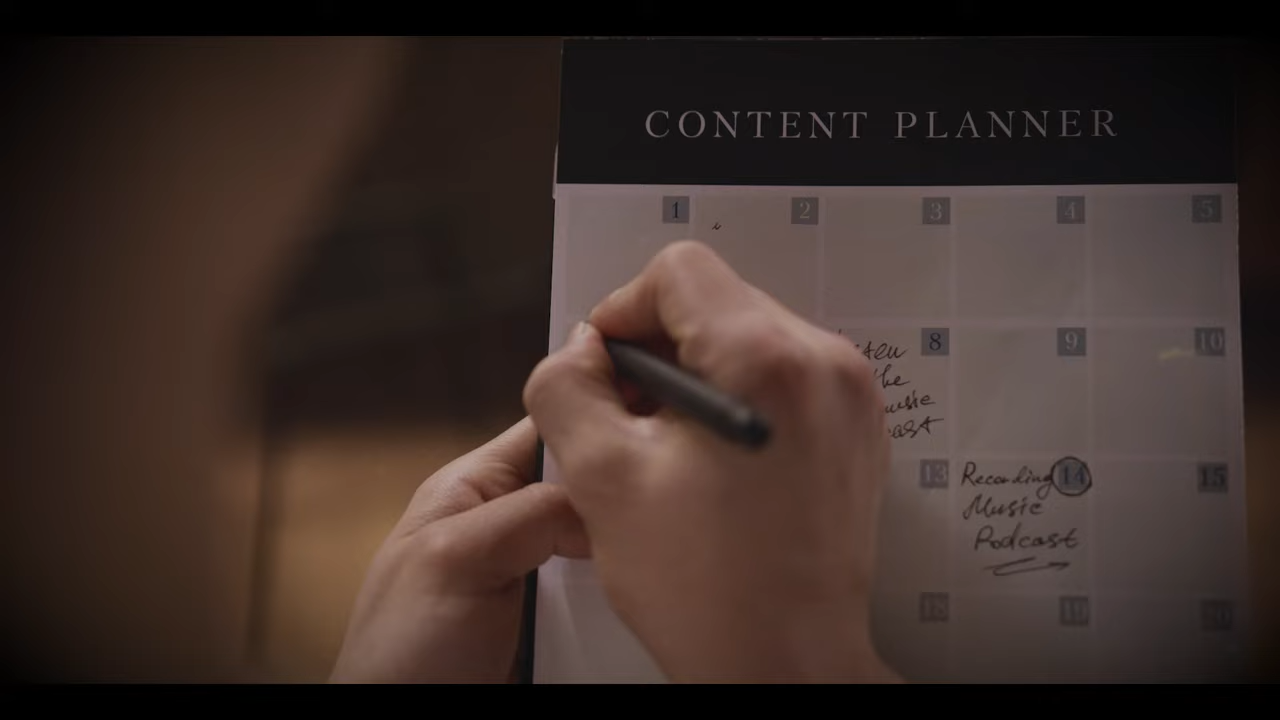 CONTENT PLANNER
1 2 3 4 5
8 9 10
the
13 Recording 14 15
Music
Podcast
18 19 20